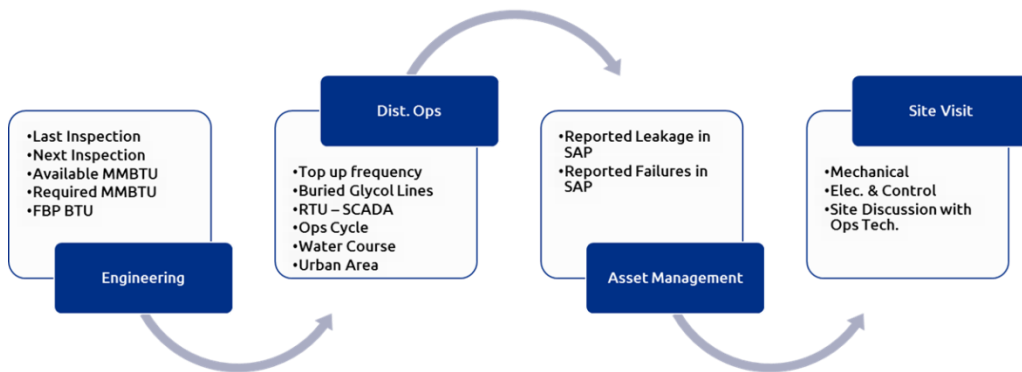 •Last Inspection
•Next Inspection
•Available MMBTU
•Required MMBTU
•FBP BTU
Engineering
Dist. Ops
•Top up frequency
•Buried Glycol Lines
•RTU – SCADA
•Ops Cycle
•Water Course
•Urban Area
•Reported Leakage in
SAP
•Reported Failures in
SAP
Asset Management
Site Visit
•Mechanical
•Elec. & Control
•Site Discussion with
Ops Tech.